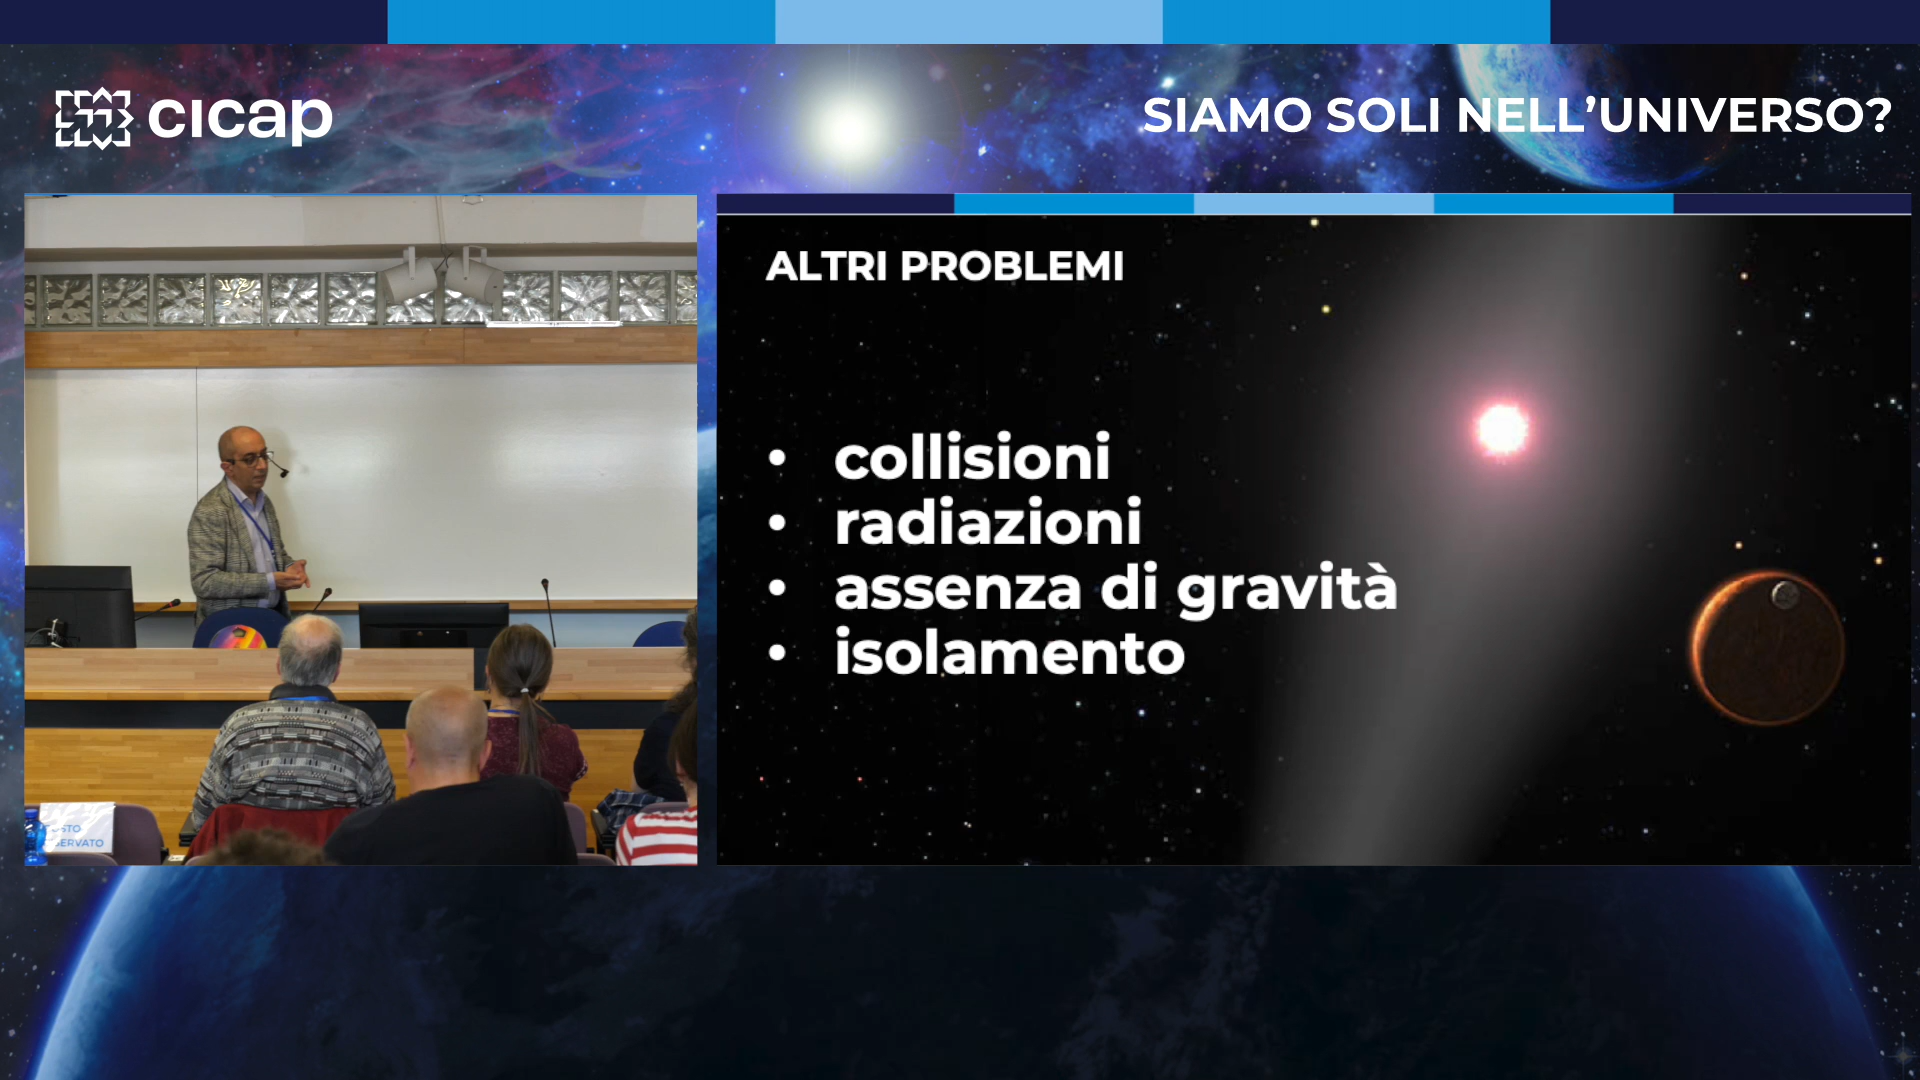 cicap
SIAMO SOLI NELL’UNIVERSO?
ALTRI PROBLEMI
• collisioni
• radiazioni
• assenza di gravità
• isolamento